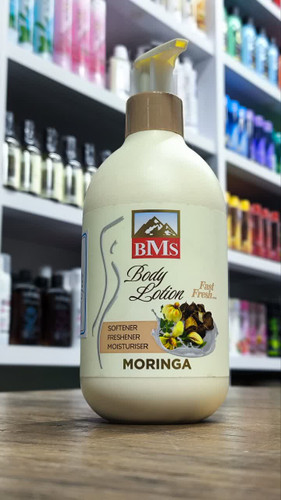 BMS
Body
Lotion
Fast
Fresh...
SOFTENER
FRESHENER
MOISTURISER
MORINGA